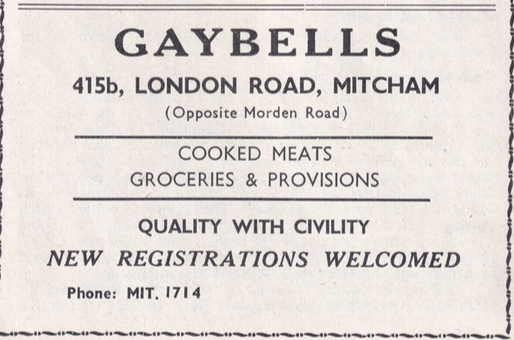 GAYBELLS
415b, LONDON ROAD, MITCHAM
(Opposite Morden Road)
COOKED MEATS
GROCERIES & PROVISIONS
QUALITY WITH CIVILITY
NEW REGISTRATIONS WELCOMED
Phone: MIT. 1714